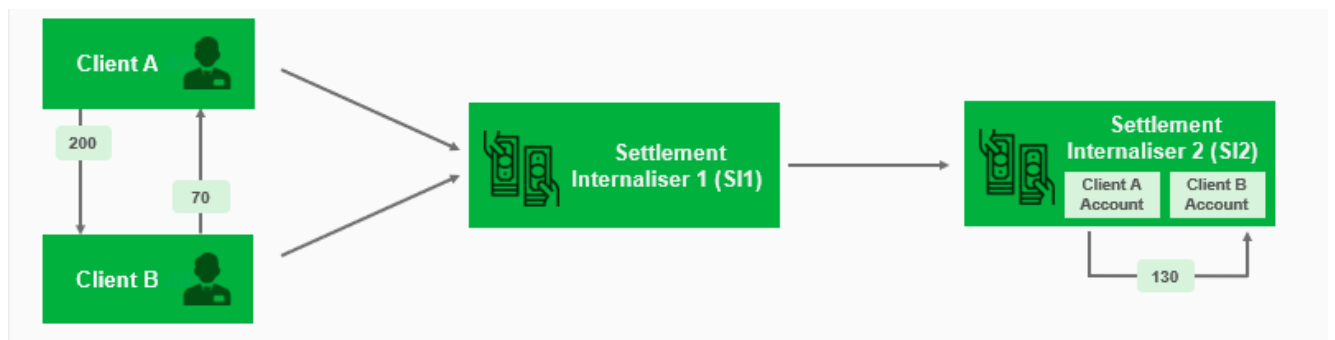 Client A
200
70
Client B
Settlement
Internaliser 1 (SI1)
Settlement
Internaliser 2 (SI2)
Client A
Account
Client B
Account
130